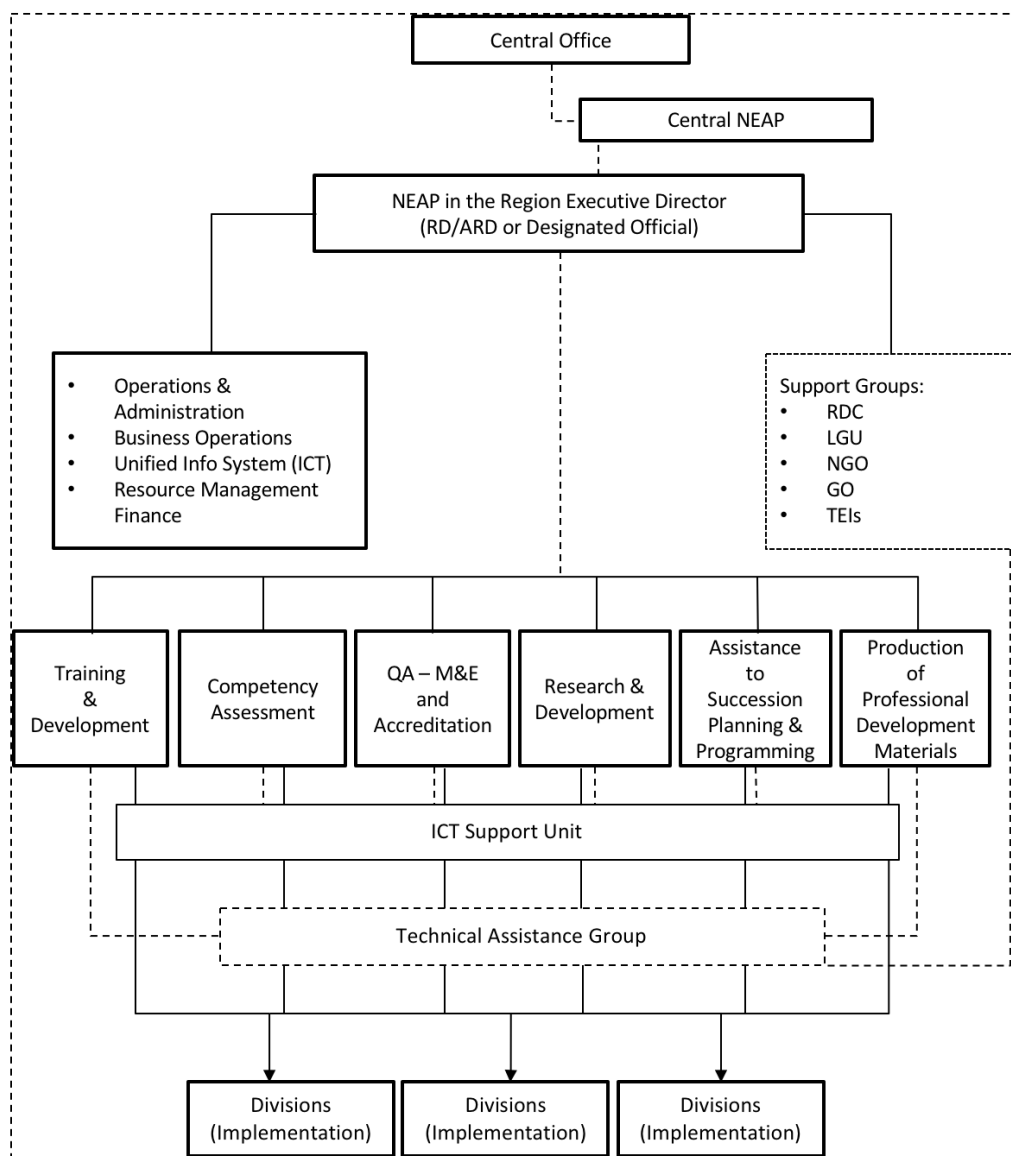 Central Office
Central NEAP
NEAP in the Region Executive Director
(RD/ARD or Designated Official)
• Operations &
Administration
• Business Operations
• Unified Info System (ICT)
• Resource Management
Finance
Support Groups:
• RDC
• LGU
• NGO
• GO
• TEIs
Training
&
Development
Competency
Assessment
QA – M&E
and
Accreditation
Research &
Development
Assistance
to
Succession
Planning &
Programming
Production
of
Professional
Development
Materials
ICT Support Unit
Technical Assistance Group
Divisions
(Implementation)
Divisions
(Implementation)
Divisions
(Implementation)